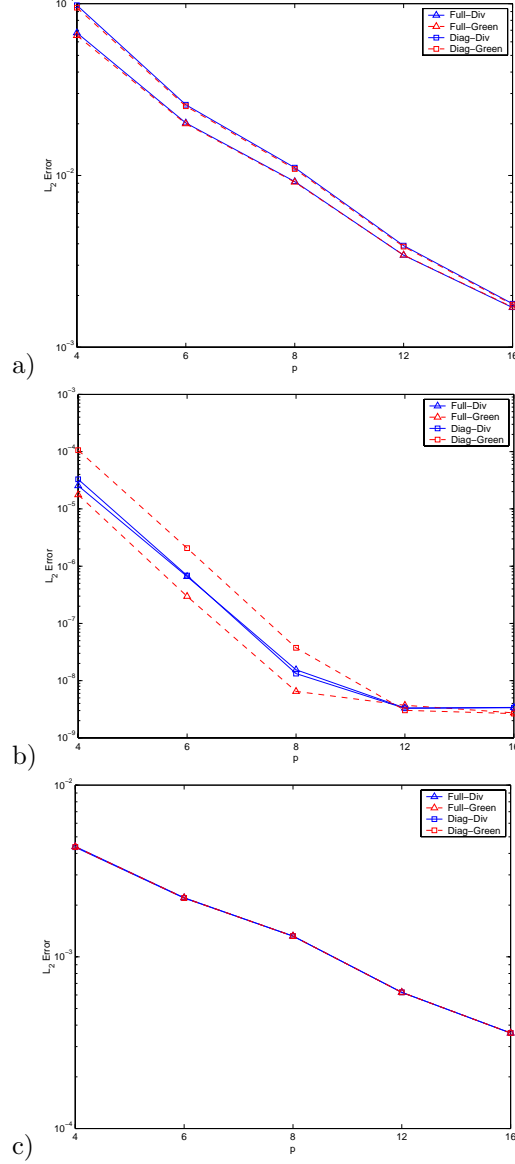 10
Full–Div
Full–Green
Diag–Div
Diag–Green
10⁻²
L₂ Error
10⁻³
4 6 8 12 16
p
a)
10⁻³
Full–Div
Full–Green
Diag–Div
Diag–Green
10⁻⁴
10⁻⁵
10⁻⁶
L₂ Error
10⁻⁷
10⁻⁸
10⁻⁹
4 6 8 12 16
p
b)
10⁻²
Full–Div
Full–Green
Diag–Div
Diag–Green
10⁻³
L₂ Error
10⁻⁴
4 6 8 12 16
p
c)